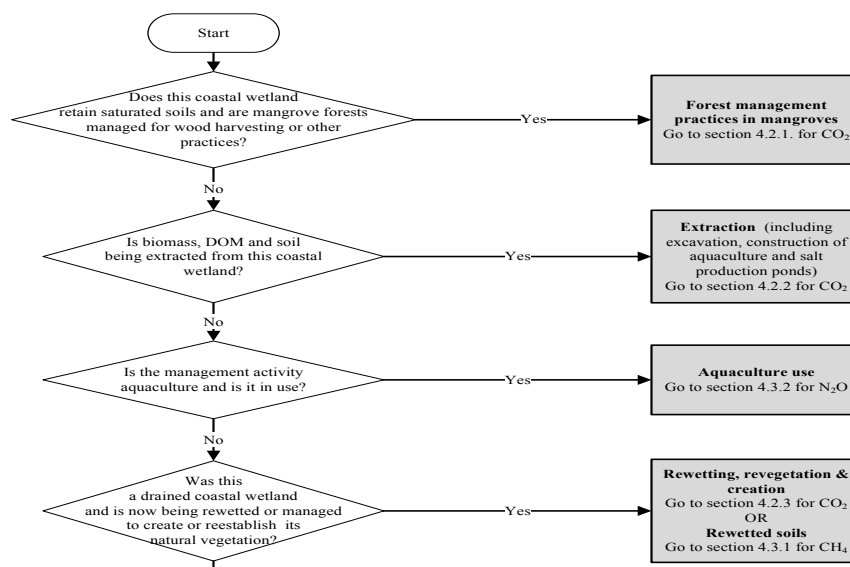 Start
Does this coastal wetland
retain saturated soils and are mangrove forests
managed for wood harvesting or other
practices?
Yes
Forest management
practices in mangroves
Go to section 4.2.1. for CO₂
No
Is biomass, DOM and soil
being extracted from this coastal
wetland?
Yes
Extraction (including
excavation, construction of
aquaculture and salt
production ponds)
Go to section 4.2.2 for CO₂
No
Is the management activity
aquaculture and is it in use?
Yes
Aquaculture use
Go to section 4.3.2 for N₂O
No
Was this
a drained coastal wetland
and is now being rewetted or managed
to create or reestablish its
natural vegetation?
Yes
Rewetting, revegetation &
creation
Go to section 4.2.3 for CO₂
OR
Rewetted soils
Go to section 4.3.1 for CH₄